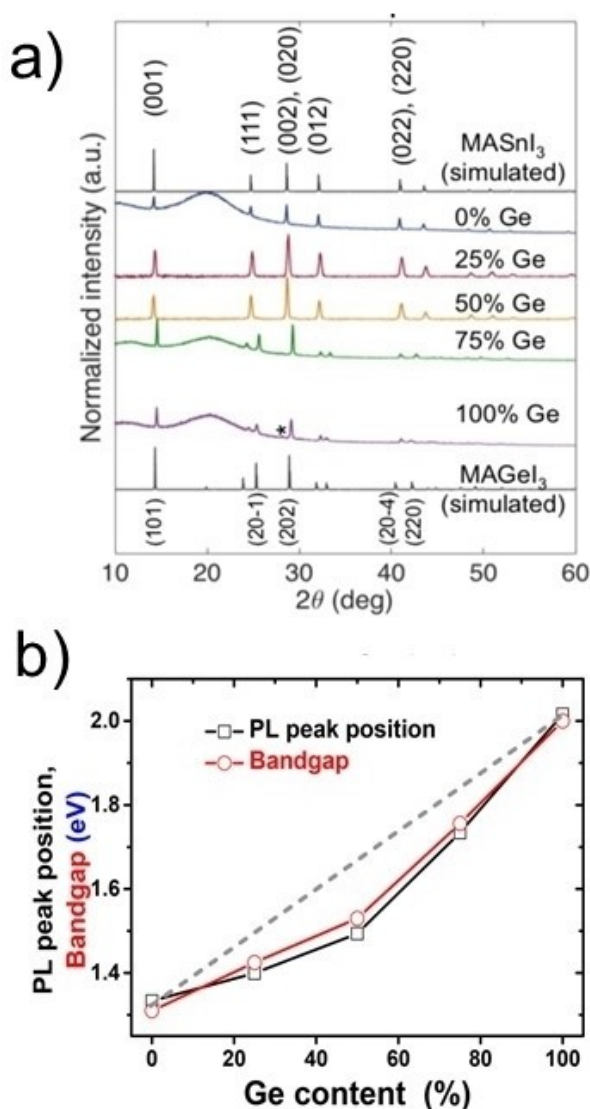 a)
(001)
(111)
(002), (020)
(012)
(022), (220)
MASnI₃
(simulated)
0% Ge
25% Ge
50% Ge
75% Ge
*
100% Ge
MAGeI₃
(simulated)
(101)
(20-1)
(202)
(20-4)
(220)
Normalized intensity (a.u.)
10 20 30 40 50 60
2θ (deg)
b)
PL peak position
Bandgap
PL peak position,
Bandgap (eV)
2.0
1.8
1.6
1.4
0 20 40 60 80 100
Ge content (%)